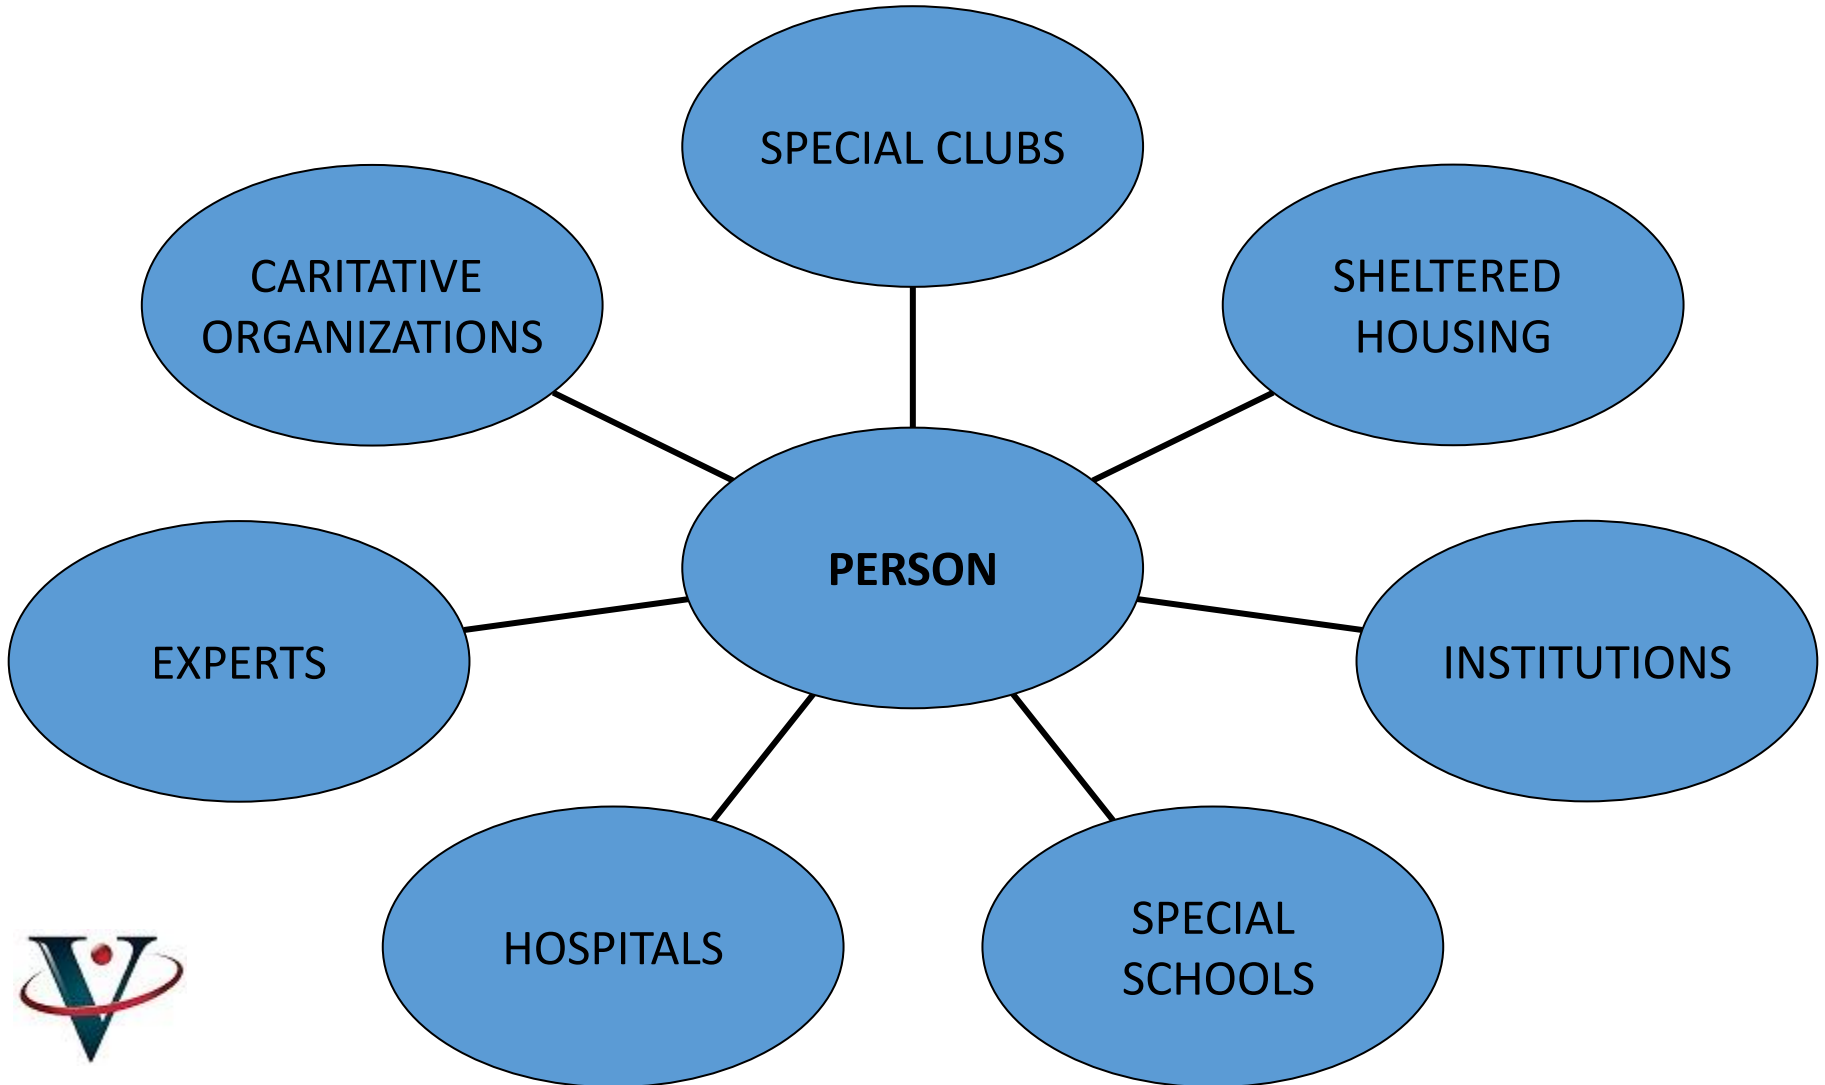 SPECIAL CLUBS
CARITATIVE
ORGANIZATIONS
SHELTERED
HOUSING
PERSON
EXPERTS
INSTITUTIONS
HOSPITALS
SPECIAL
SCHOOLS
V